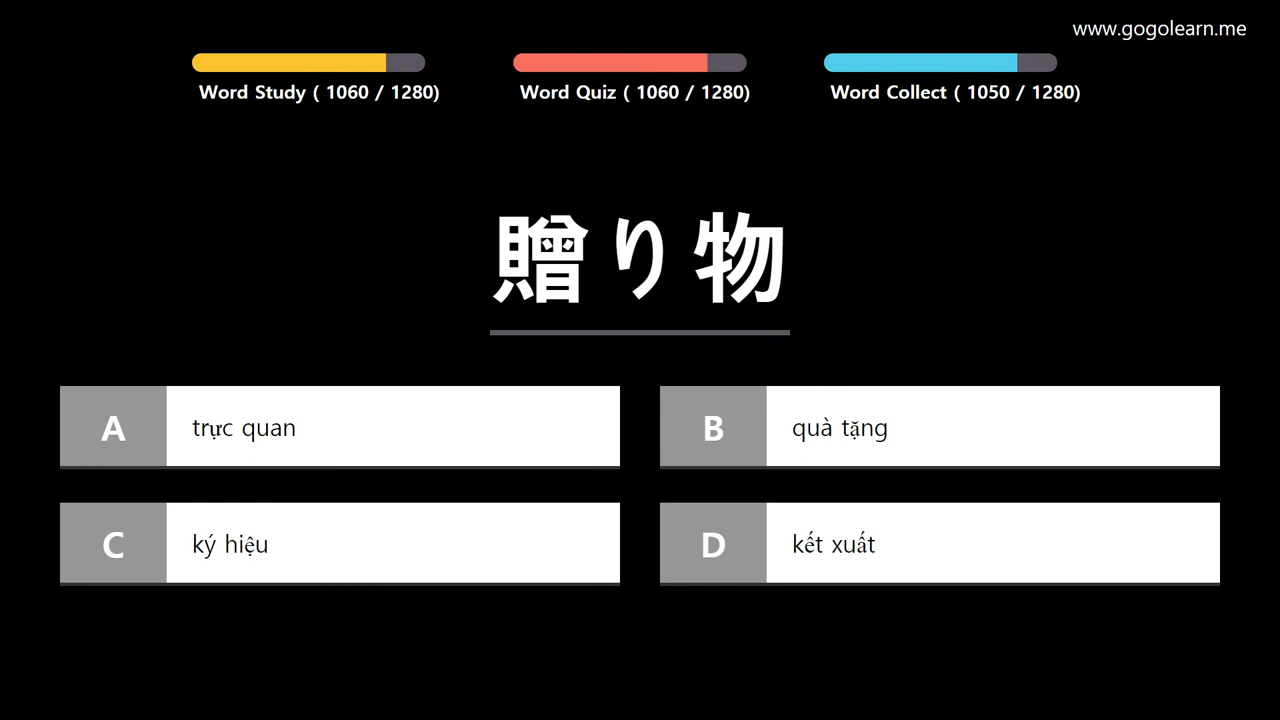 www.gogolearn.me
Word Study ( 1060 / 1280)
Word Quiz ( 1060 / 1280)
Word Collect ( 1050 / 1280)
贈り物
A trực quan
B quà tặng
C ký hiệu
D kết xuất